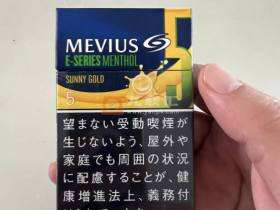 MEVIUS
E-SERIES MENTHOL
SUNNY GOLD
5
望まない受動喫煙が
生じないよう、屋外や
家庭でも周囲の状況
に配慮することが、健
康増進法上、義務付